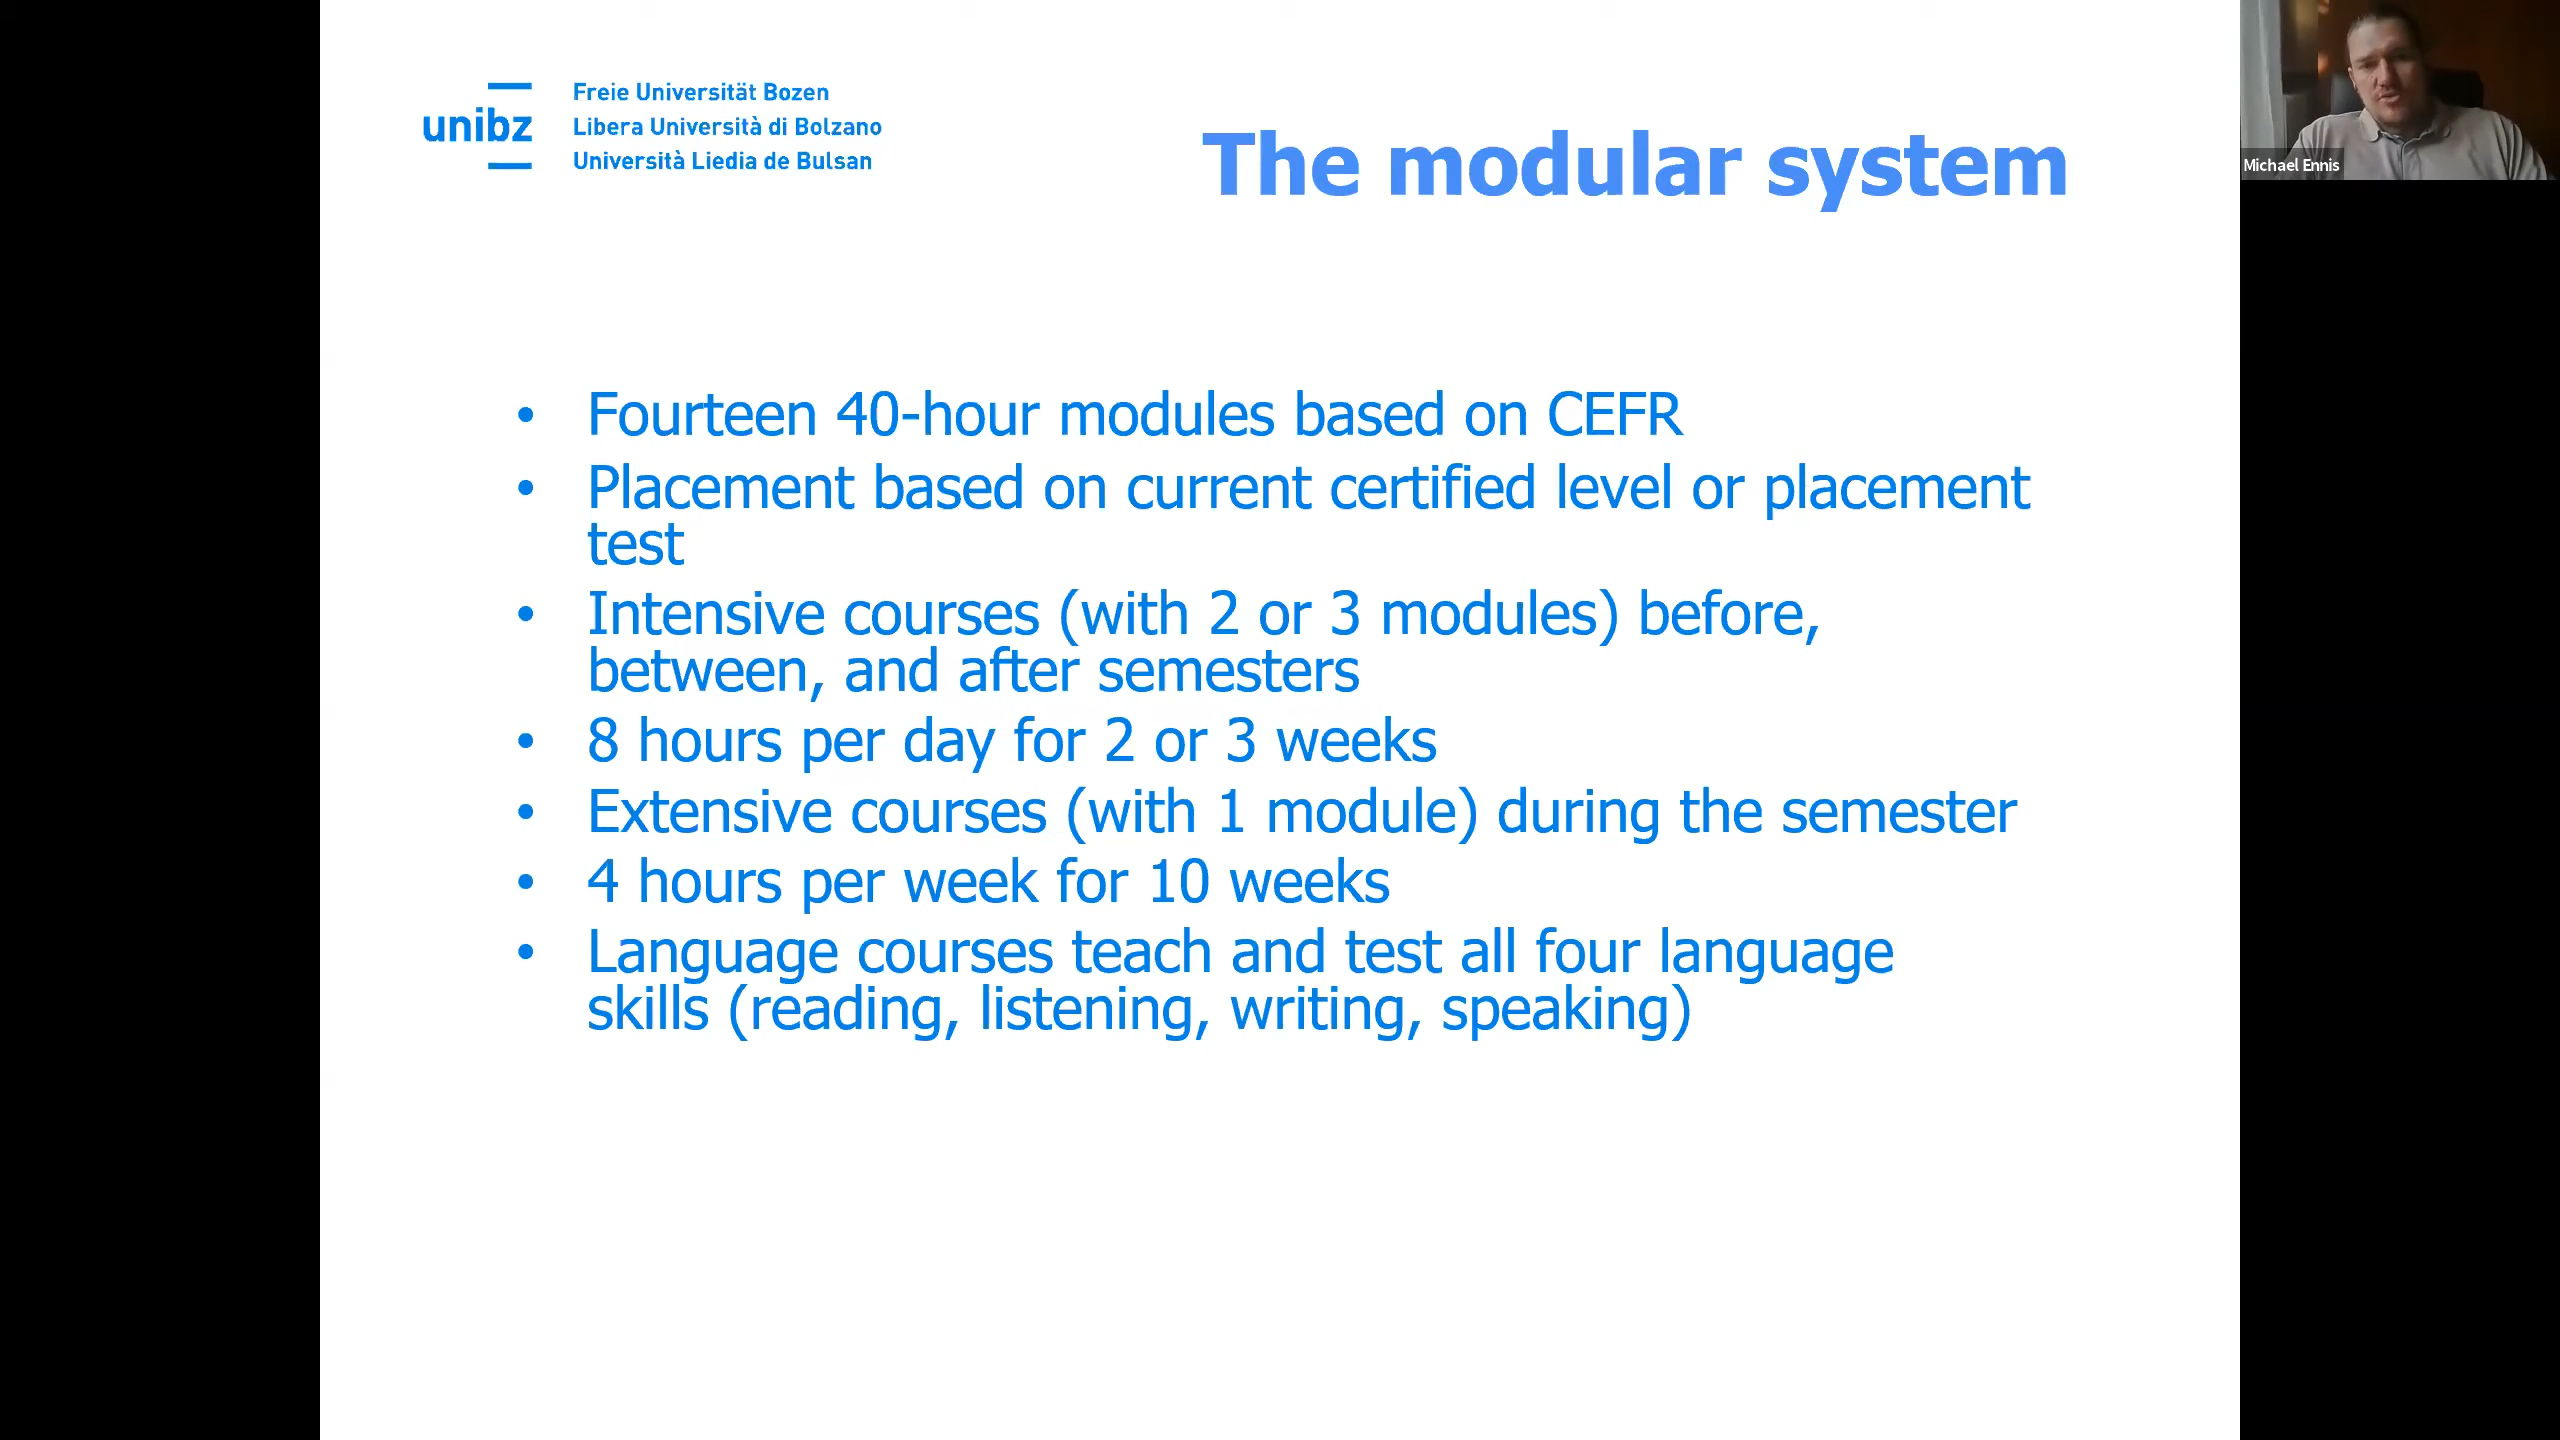 unibz
Freie Universität Bozen
Libera Università di Bolzano
Università Liedia de Bulsan
The modular system
Michael Ennis
• Fourteen 40-hour modules based on CEFR
• Placement based on current certified level or placement
test
• Intensive courses (with 2 or 3 modules) before,
between, and after semesters
• 8 hours per day for 2 or 3 weeks
• Extensive courses (with 1 module) during the semester
• 4 hours per week for 10 weeks
• Language courses teach and test all four language
skills (reading, listening, writing, speaking)